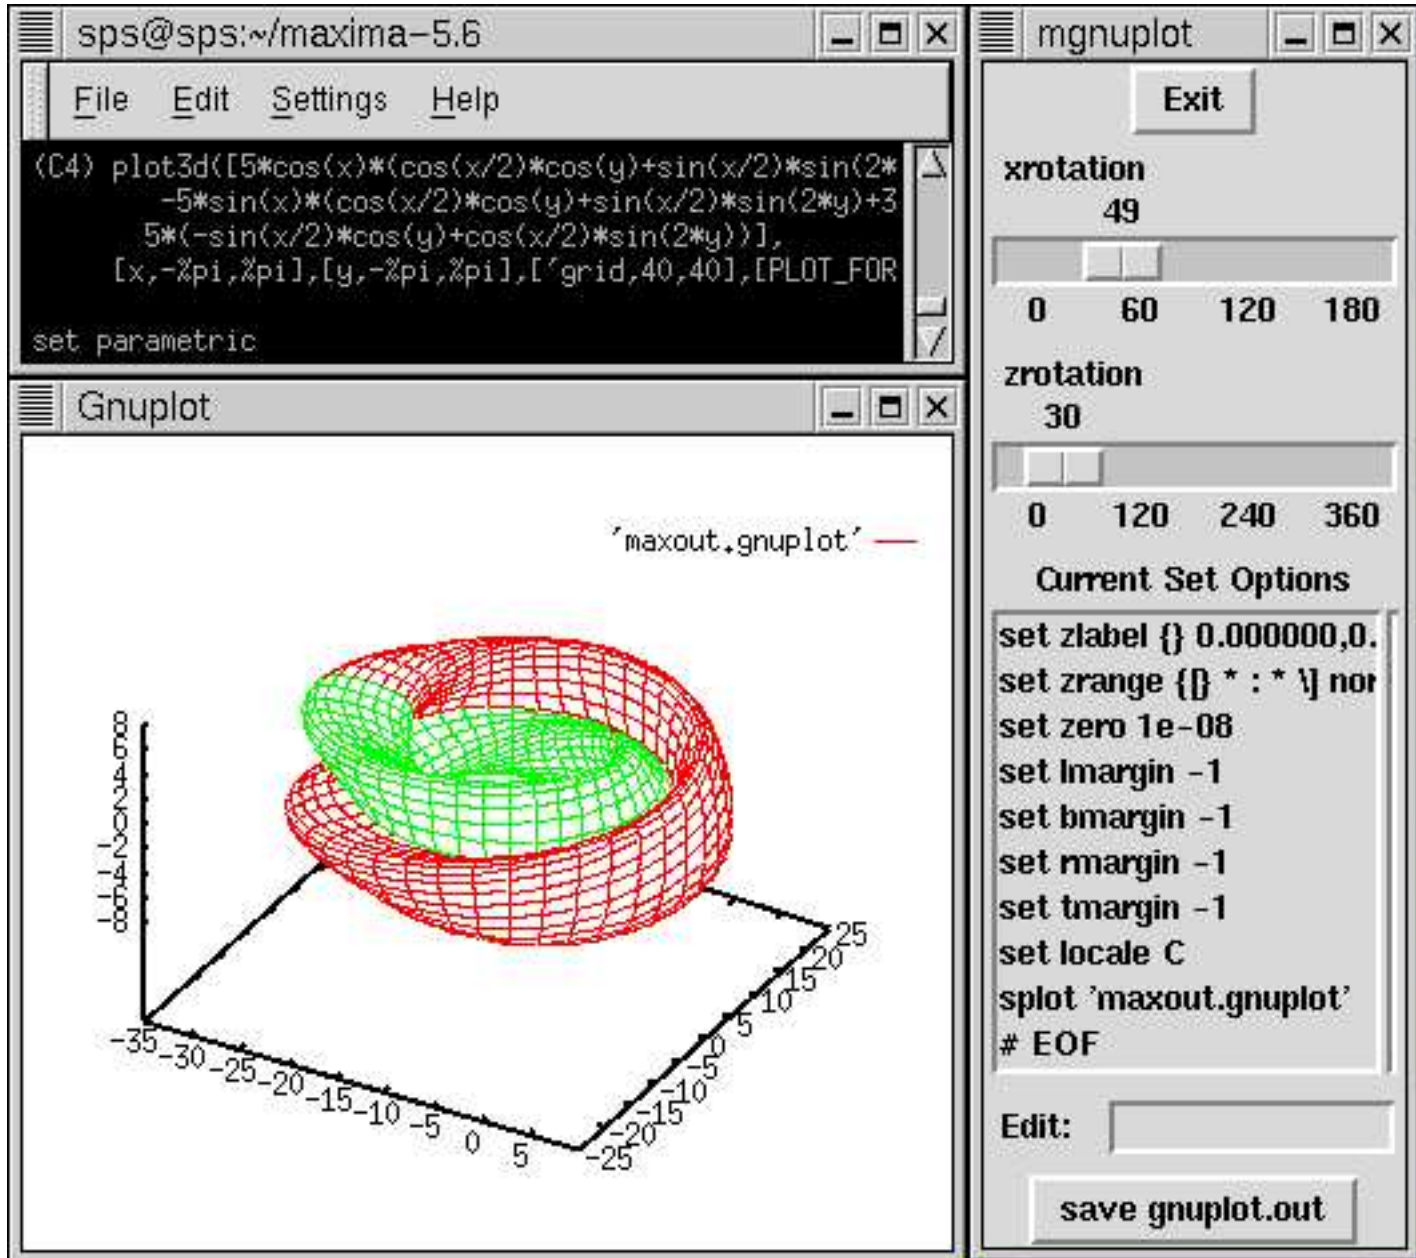 sps@sps:~/maxima-5.6
File Edit Settings Help
(C4) plot3d([5*cos(x)*(cos(x/2)*cos(y)+sin(x/2)*sin(2*
-5*sin(x)*(cos(x/2)*cos(y)+sin(x/2)*sin(2*y)+3
5*(-sin(x/2)*cos(y)+cos(x/2)*sin(2*y))],
[x,-%pi,%pi],[y,-%pi,%pi],['grid,40,40],[PLOT_FOR
set parametric
Gnuplot
'maxout.gnuplot'
8
6
4
2
0
-2
-4
-6
-8
-35
-30
-25
-20
-15
-10
-5
0
5
-25
-20
-15
-10
-5
0
5
10
15
20
25
mgnuplot
Exit
xrotation
49
0 60 120 180
zrotation
30
0 120 240 360
Current Set Options
set zlabel {} 0.000000,0.
set zrange {[} * : * \] nor
set zero 1e-08
set lmargin -1
set bmargin -1
set rmargin -1
set tmargin -1
set locale C
splot 'maxout.gnuplot'
# EOF
Edit:
save gnuplot.out